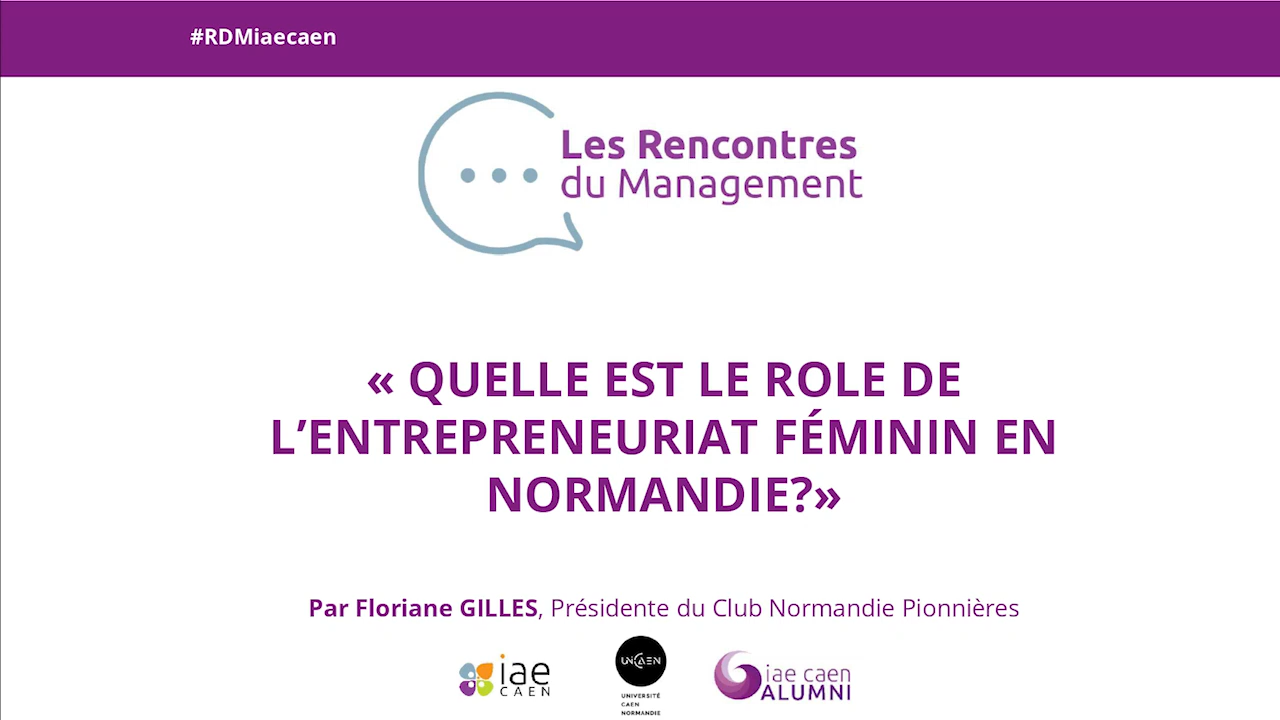 #RDMiaecaen
Les Rencontres
du Management
« QUELLE EST LE ROLE DE
L’ENTREPRENEURIAT FÉMININ EN
NORMANDIE?»
Par Floriane GILLES, Présidente du Club Normandie Pionnières
iae
CAEN
UNICAEN
UNIVERSITÉ
CAEN
NORMANDIE
iae caen
ALUMNI